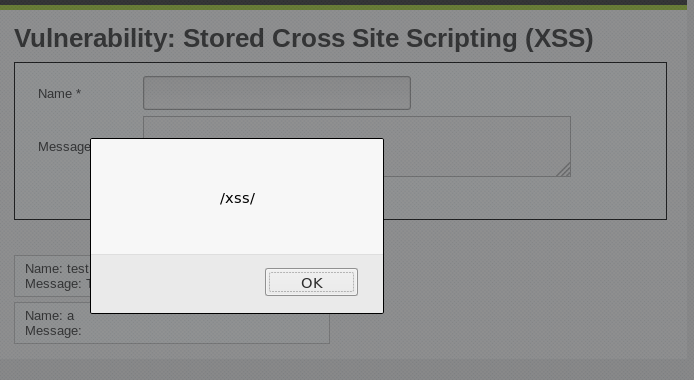 Vulnerability: Stored Cross Site Scripting (XSS)
Name *
Message
/xss/
OK
Name: test
Message: T
Name: a
Message: